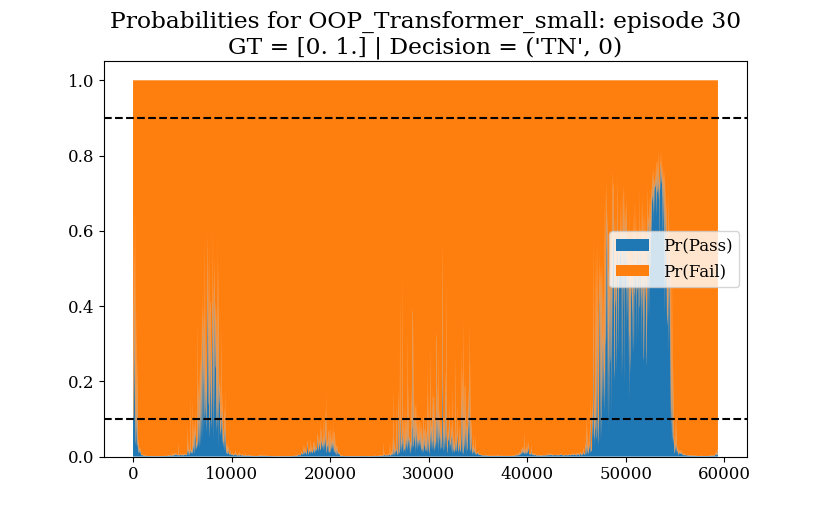 Probabilities for OOP_Transformer_small: episode 30
GT = [0. 1.] | Decision = ('TN', 0)
1.0
0.8
0.6
0.4
0.2
0.0
Pr(Pass)
Pr(Fail)
0 10000 20000 30000 40000 50000 60000